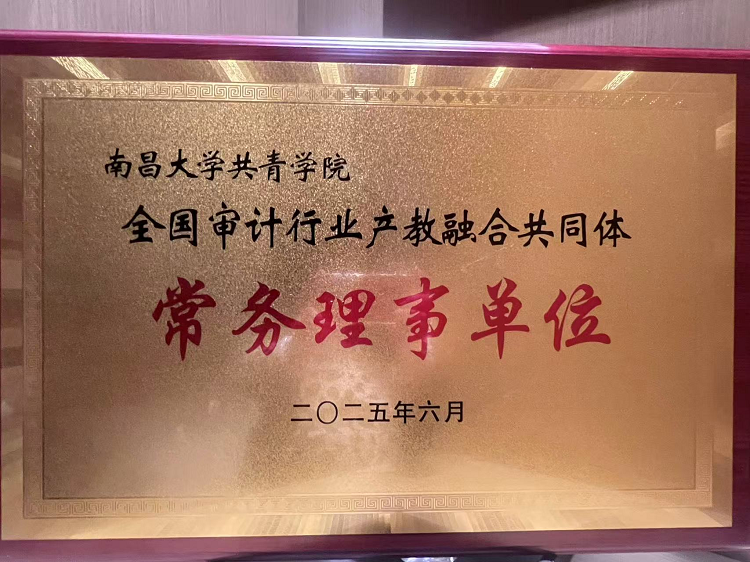 南昌大学共青学院
全国审计行业产教融合共同体
常务理事单位
二〇二五年六月